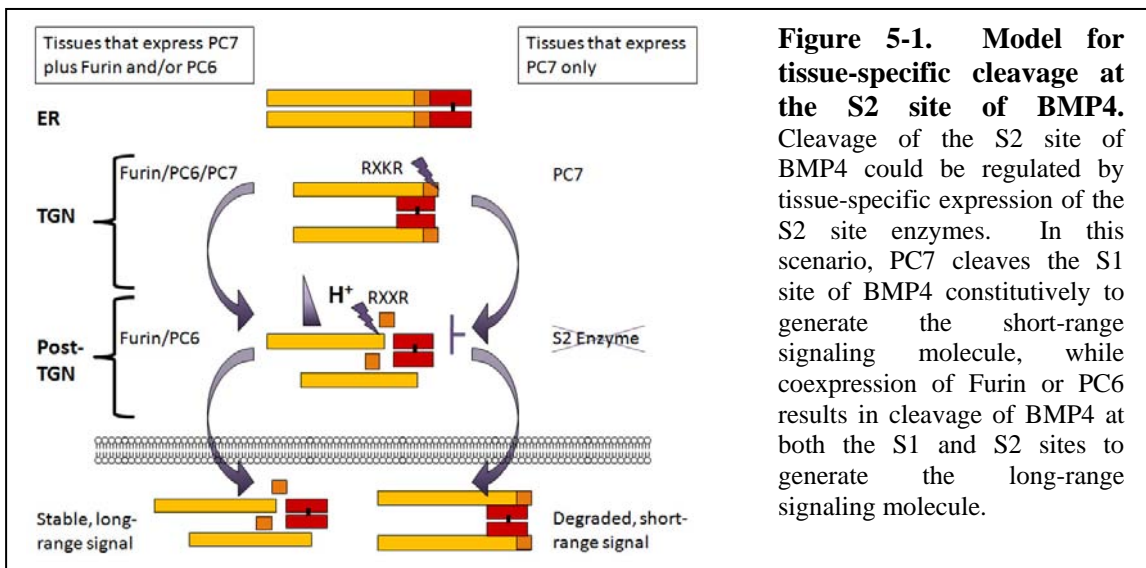 Tissues that express PC7
plus Furin and/or PC6
Tissues that express
PC7 only
ER
TGN
Furin/PC6/PC7
RXKR
PC7
Post-
TGN
Furin/PC6
H⁺
RXXR
S2 Enzyme
Stable, long-
range signal
Degraded, short-
range signal
Figure 5-1. Model for
tissue-specific cleavage at
the S2 site of BMP4.
Cleavage of the S2 site of
BMP4 could be regulated by
tissue-specific expression of the
S2 site enzymes. In this
scenario, PC7 cleaves the S1
site of BMP4 constitutively to
generate the short-range
signaling molecule, while
coexpression of Furin or PC6
results in cleavage of BMP4 at
both the S1 and S2 sites to
generate the long-range
signaling molecule.